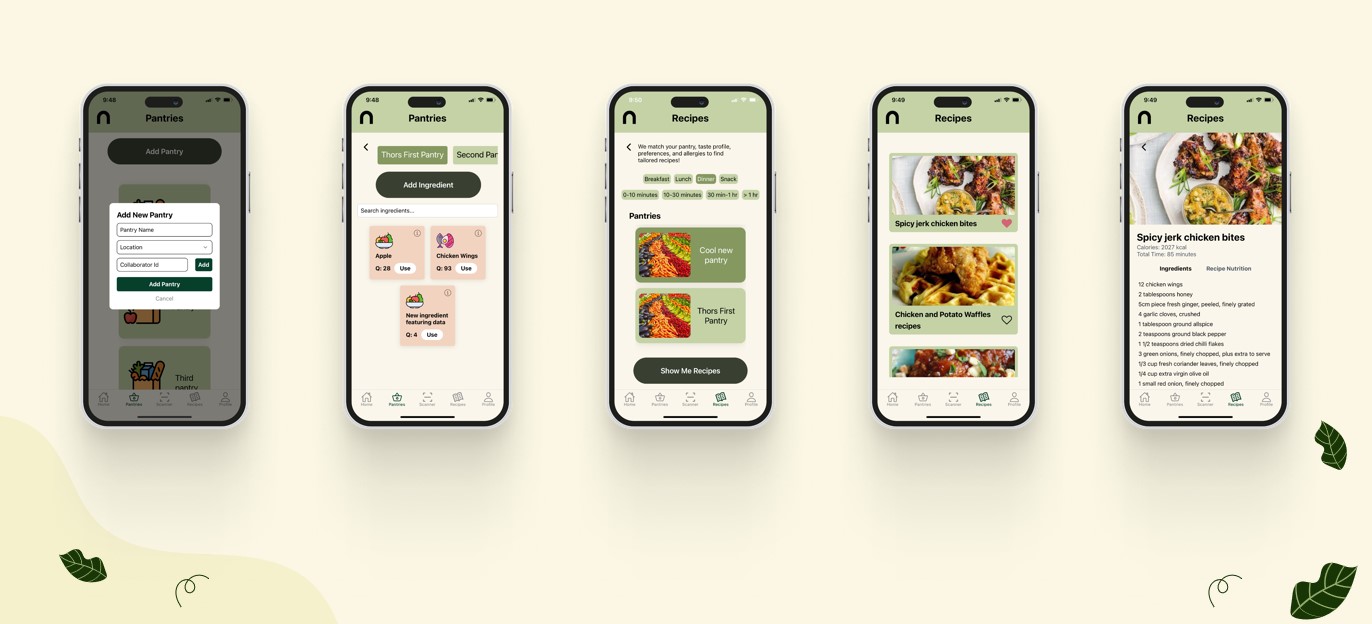 9:48
Pantries
Add Pantry
Add New Pantry
Pantry Name
Location
Collaborator Id
Add
Add Pantry
Cancel
Third
pantry
Home
Pantries
Scanner
Recipes
Profile
9:48
Pantries
Thors First Pantry
Second Pan
Add Ingredient
Search ingredients...
Apple
Q: 28
Use
Chicken Wings
Q: 93
Use
New ingredient
featuring data
Q: 4
Use
Home
Pantries
Scanner
Recipes
Profile
Recipes
We match your pantry, taste profile,
preferences, and allergies to find
tailored recipes!
Breakfast
Lunch
Dinner
Snack
0-10 minutes
10-30 minutes
30 min-1 hr
> 1 hr
Pantries
Cool new
pantry
Thors First
Pantry
Show Me Recipes
Home
Pantries
Scanner
Recipes
Profile
9:49
Recipes
Spicy jerk chicken bites
Chicken and Potato Waffles
recipes
Home
Pantries
Scanner
Recipes
Profile
9:49
Recipes
Spicy jerk chicken bites
Calories: 2027 kcal
Total Time: 85 minutes
Ingredients
Recipe Nutrition
12 chicken wings
2 tablespoons honey
5cm piece fresh ginger, peeled, finely grated
4 garlic cloves, crushed
1 tablespoon ground allspice
2 teaspoons ground black pepper
1 1/2 teaspoons dried chilli flakes
3 green onions, finely chopped, plus extra to serve
1/3 cup fresh coriander leaves, finely chopped
1/4 cup extra virgin olive oil
1 small red onion, finely chopped
Home
Pantries
Scanner
Recipes
Profile